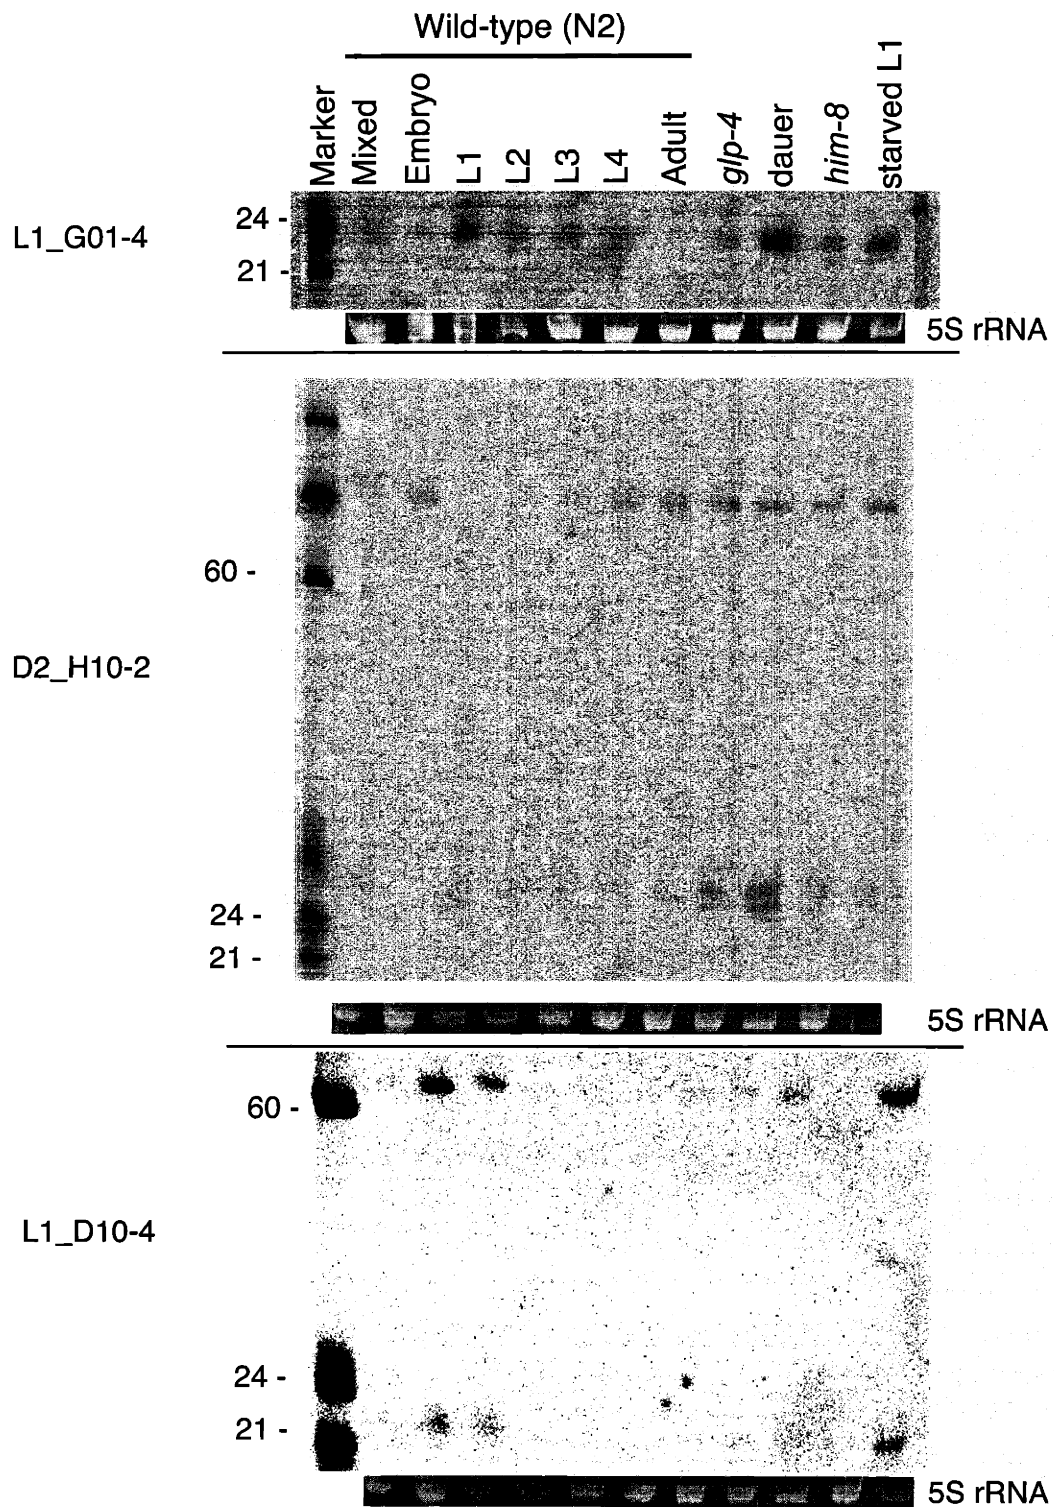 Wild-type (N2)
Marker
Mixed
Embryo
L1
L2
L3
L4
Adult
glp-4
dauer
him-8
starved L1
L1_G01-4
24 -
21 -
5S rRNA
60 -
D2_H10-2
24 -
21 -
5S rRNA
60 -
L1_D10-4
24 -
21 -
5S rRNA